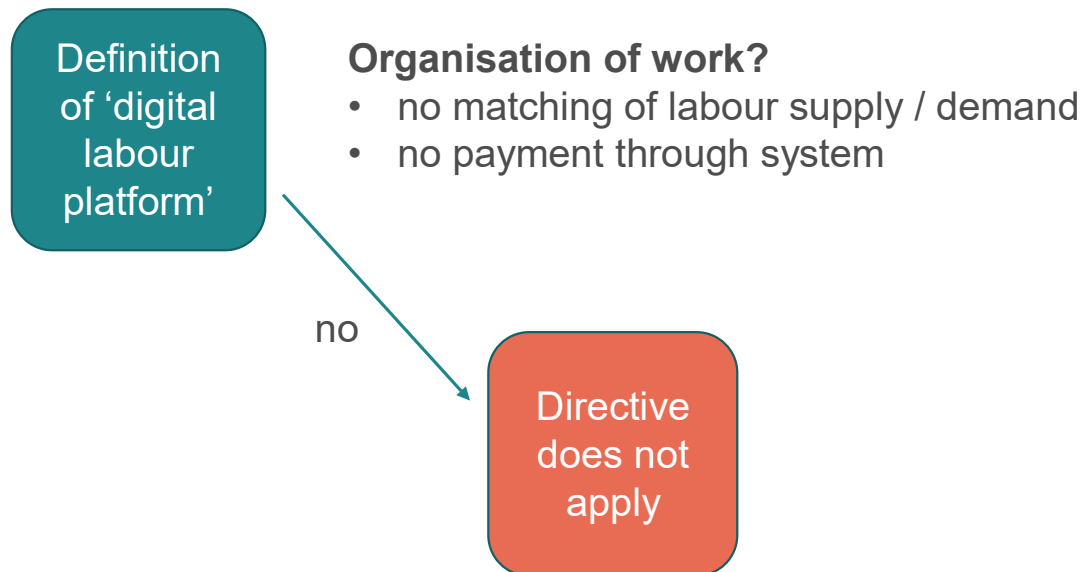 Definition
of ‘digital
labour
platform’
Organisation of work?
• no matching of labour supply / demand
• no payment through system
no
Directive
does not
apply